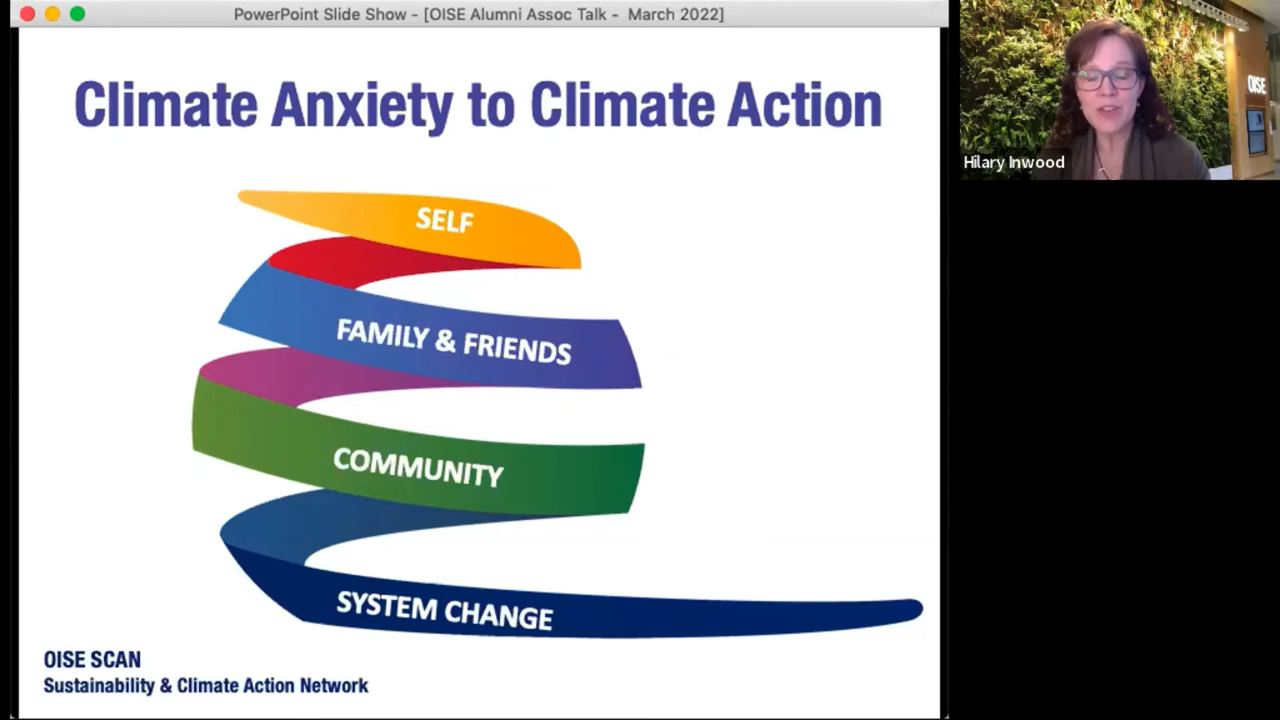 PowerPoint Slide Show - [OISE Alumni Assoc Talk - March 2022]
Climate Anxiety to Climate Action
SELF
FAMILY & FRIENDS
COMMUNITY
SYSTEM CHANGE
OISE SCAN
Sustainability & Climate Action Network
OISE
Hilary Inwood